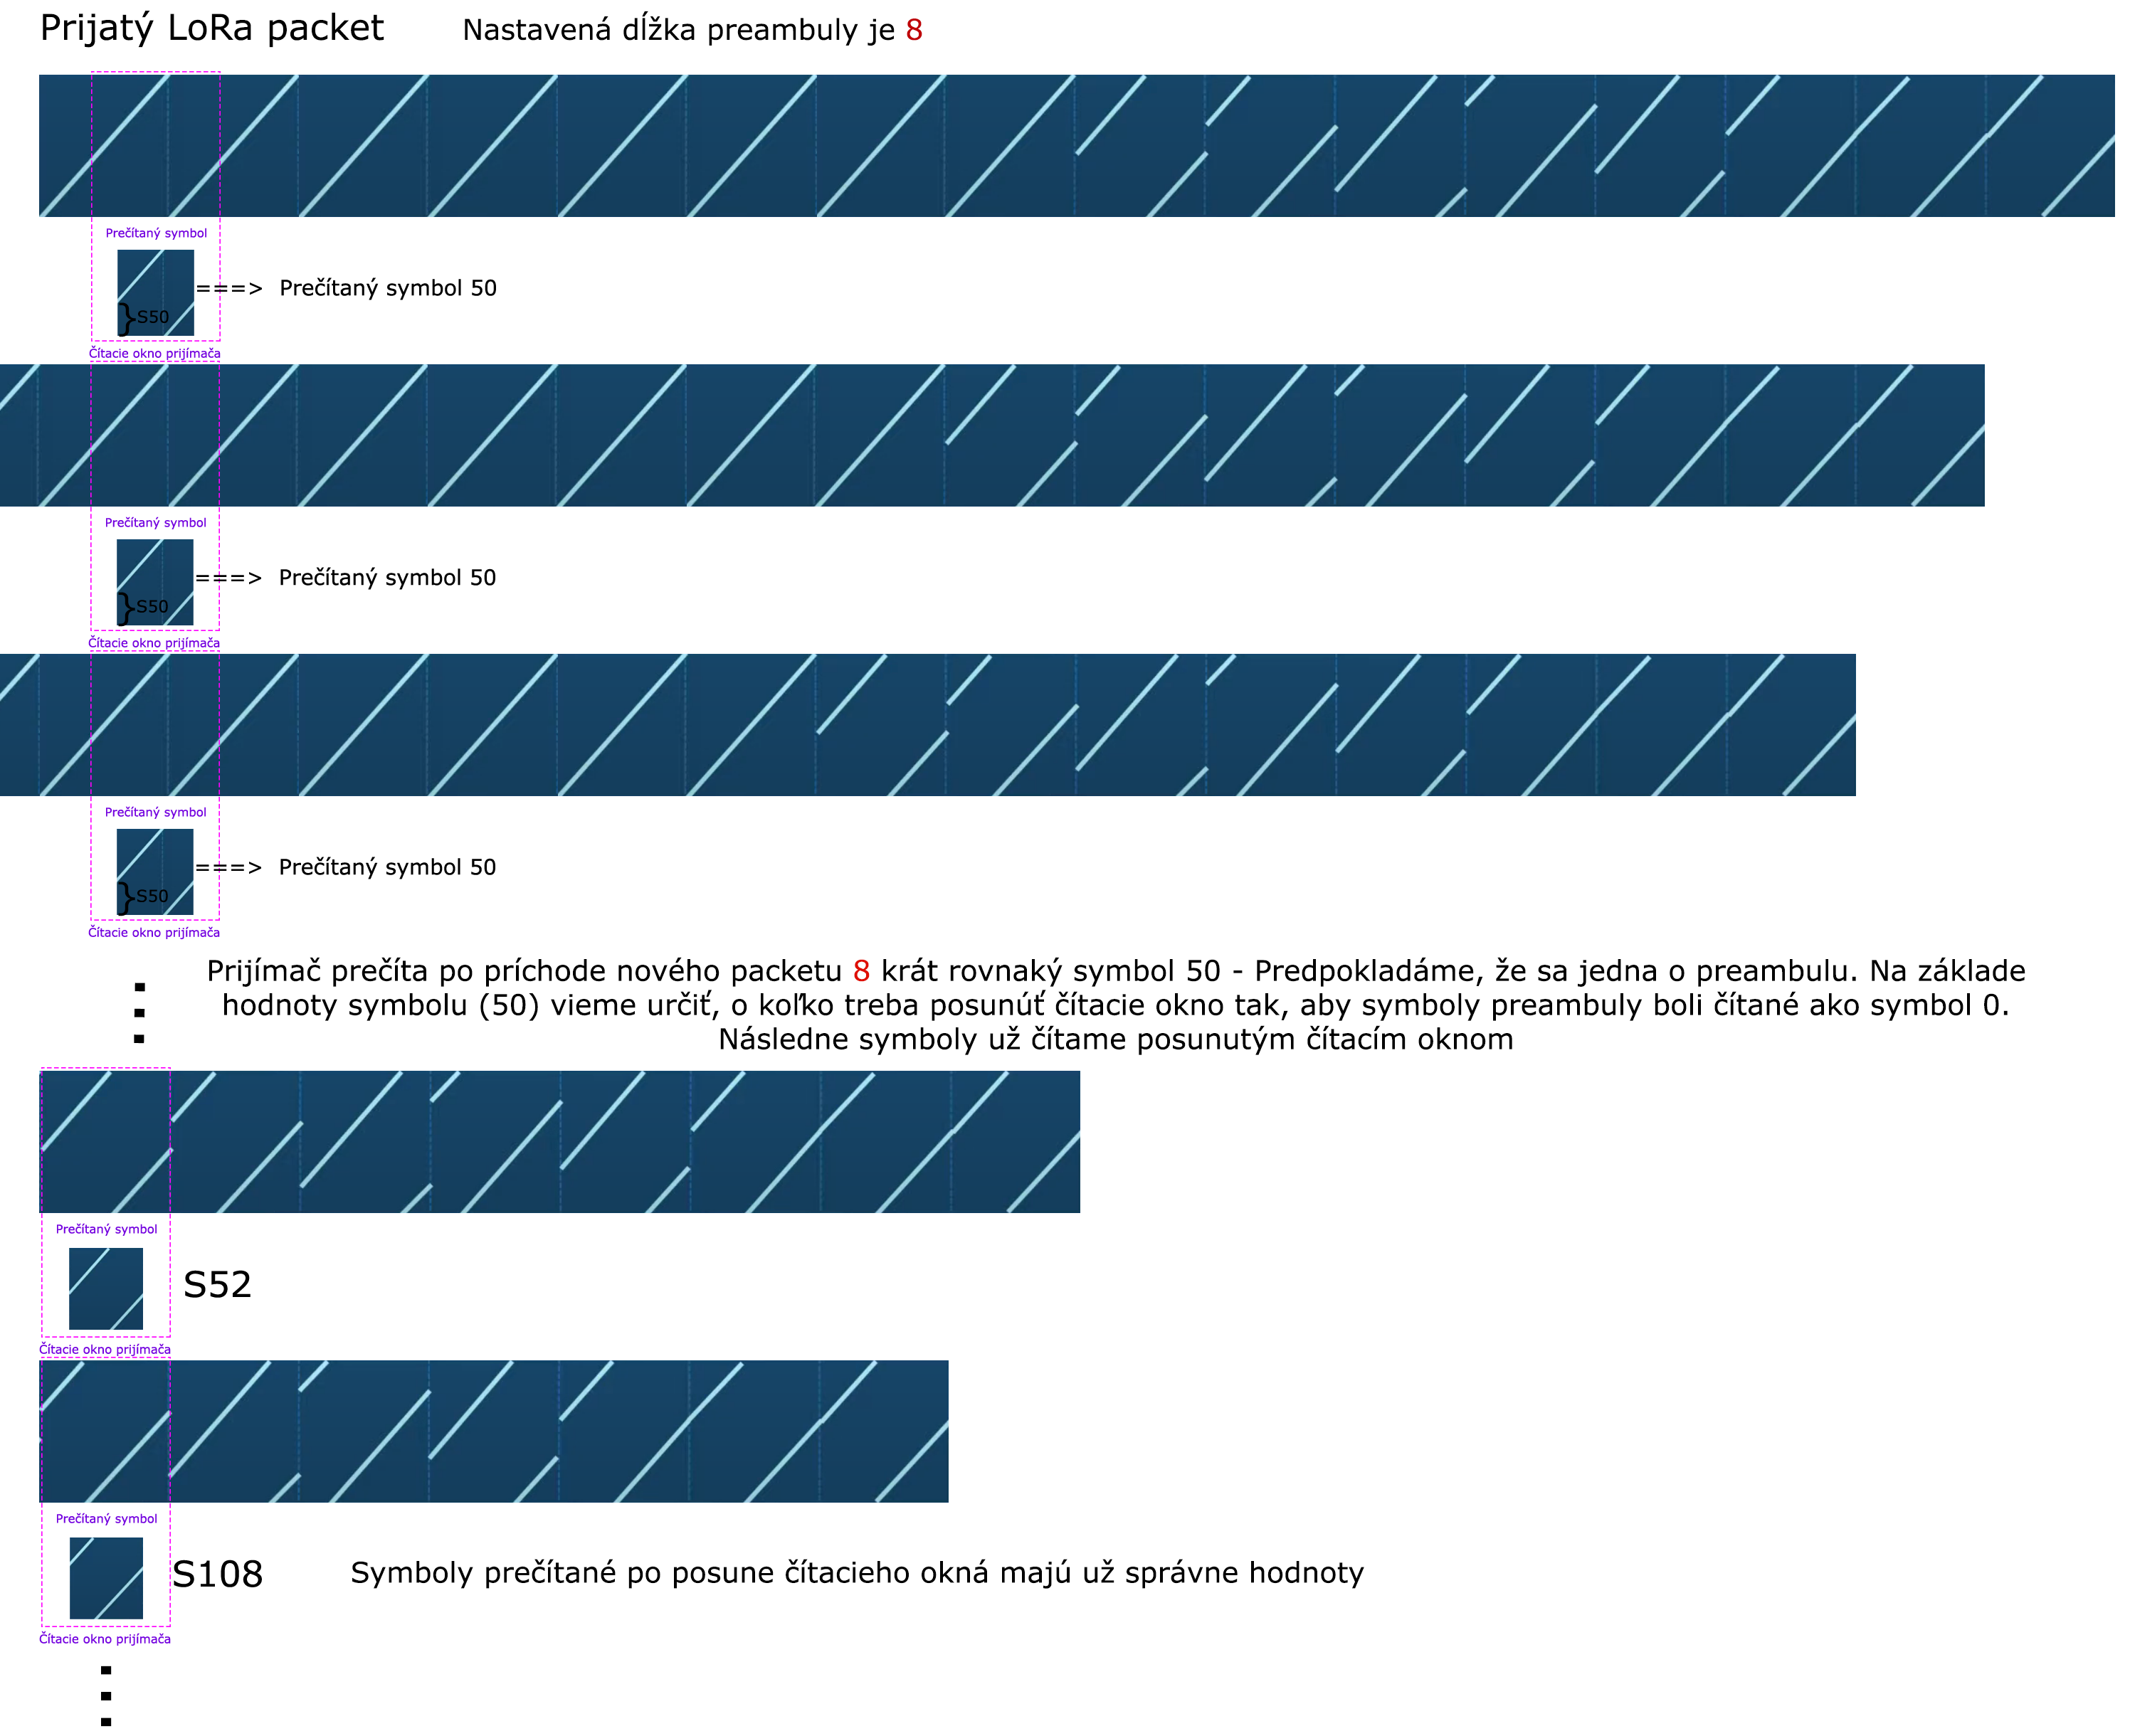 Prijatý LoRa packet
Nastavená dĺžka preambuly je 8
Prečítaný symbol
}S50
===> Prečítaný symbol 50
Čítacie okno prijímača
Prečítaný symbol
}S50
===> Prečítaný symbol 50
Čítacie okno prijímača
Prečítaný symbol
}S50
===> Prečítaný symbol 50
Čítacie okno prijímača
Prijímač prečíta po príchode nového packetu 8 krát rovnaký symbol 50 - Predpokladáme, že sa jedna o preambulu. Na základe
hodnoty symbolu (50) vieme určiť, o koľko treba posunúť čítacie okno tak, aby symboly preambuly boli čítané ako symbol 0.
Následne symboly už čítame posunutým čítacím oknom
Prečítaný symbol
S52
Čítacie okno prijímača
Prečítaný symbol
S108
Symboly prečítané po posune čítacieho okná majú už správne hodnoty
Čítacie okno prijímača